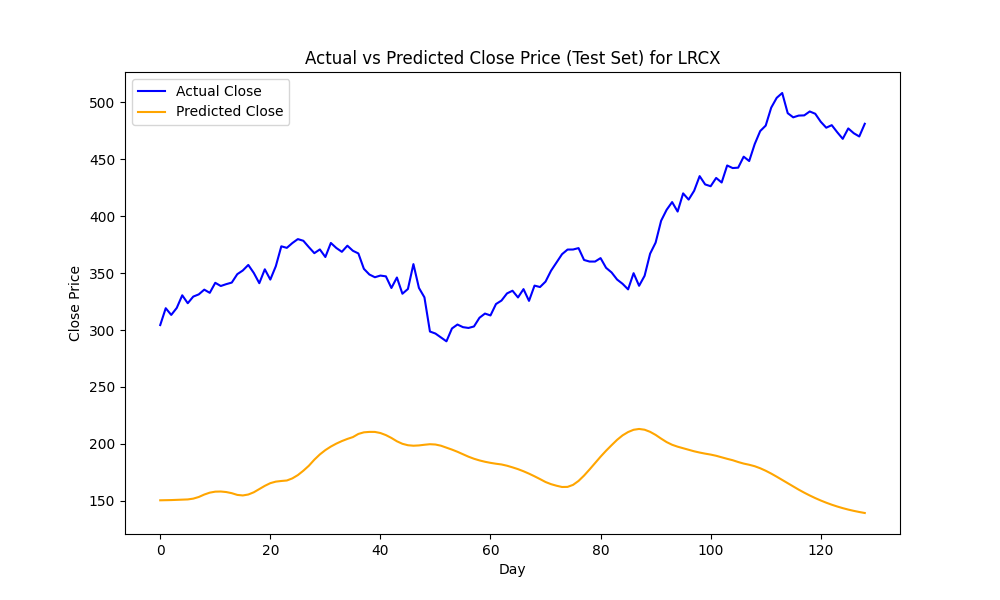 Actual vs Predicted Close Price (Test Set) for LRCX
Actual Close
Predicted Close
500
450
400
350
300
250
200
150
Close Price
0 20 40 60 80 100 120
Day